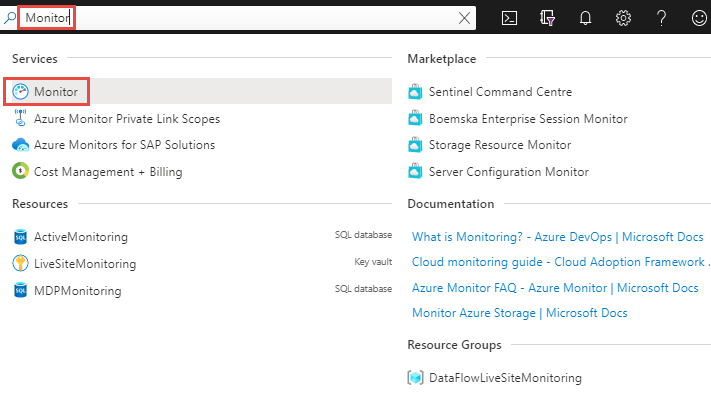 Monitor
Services
Monitor
Azure Monitor Private Link Scopes
Azure Monitors for SAP Solutions
Cost Management + Billing
Resources
ActiveMonitoring SQL database
LiveSiteMonitoring Key vault
MDPMonitoring SQL database
Marketplace
Sentinel Command Centre
Boemska Enterprise Session Monitor
Storage Resource Monitor
Server Configuration Monitor
Documentation
What is Monitoring? - Azure DevOps | Microsoft Docs
Cloud monitoring guide - Cloud Adoption Framework .
Azure Monitor FAQ - Azure Monitor | Microsoft Docs
Monitor Azure Storage | Microsoft Docs
Resource Groups
DataFlowLiveSiteMonitoring